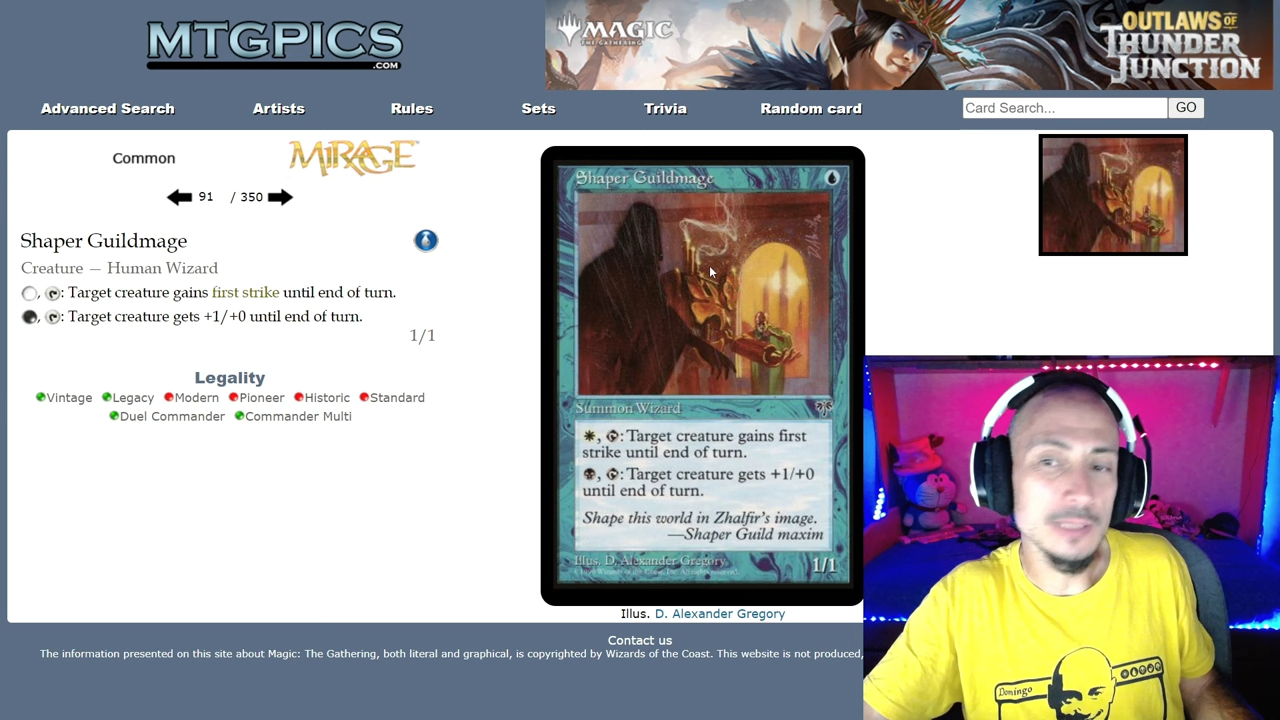 MTGPICS
.COM
MAGIC
THE GATHERING
OUTLAWS OF
THUNDER
JUNCTION
Advanced Search
Artists
Rules
Sets
Trivia
Random card
Card Search...
GO
Common
MIRAGE
91 / 350
Shaper Guildmage
Creature — Human Wizard
, : Target creature gains first strike until end of turn.
, : Target creature gets +1/+0 until end of turn.
1/1
Legality
Vintage Legacy Modern Pioneer Historic Standard
Duel Commander Commander Multi
Shaper Guildmage
Summon Wizard
, : Target creature gains first
strike until end of turn.
, : Target creature gets +1/+0
until end of turn.
Shape this world in Zhalfir's image.
—Shaper Guild maxim
Illus. D. Alexander Gregory
1/1
Illus. D. Alexander Gregory
Contact us
The information presented on this site about Magic: The Gathering, both literal and graphical, is copyrighted by Wizards of the Coast. This website is not produced,
Domingo